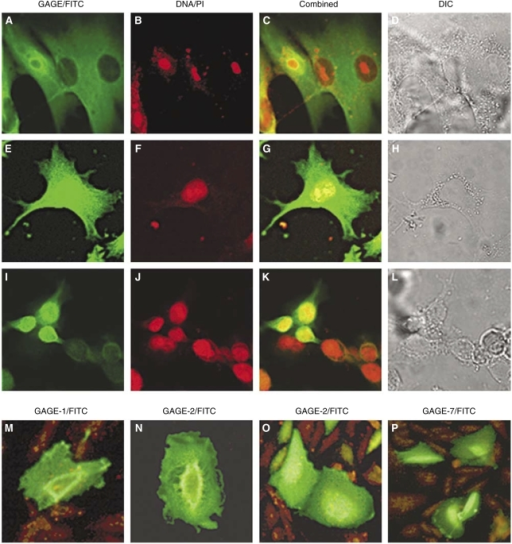 GAGE/FITC DNA/PI Combined DIC
A B C D
E F G H
I J K L
GAGE-1/FITC GAGE-2/FITC GAGE-2/FITC GAGE-7/FITC
M N O P